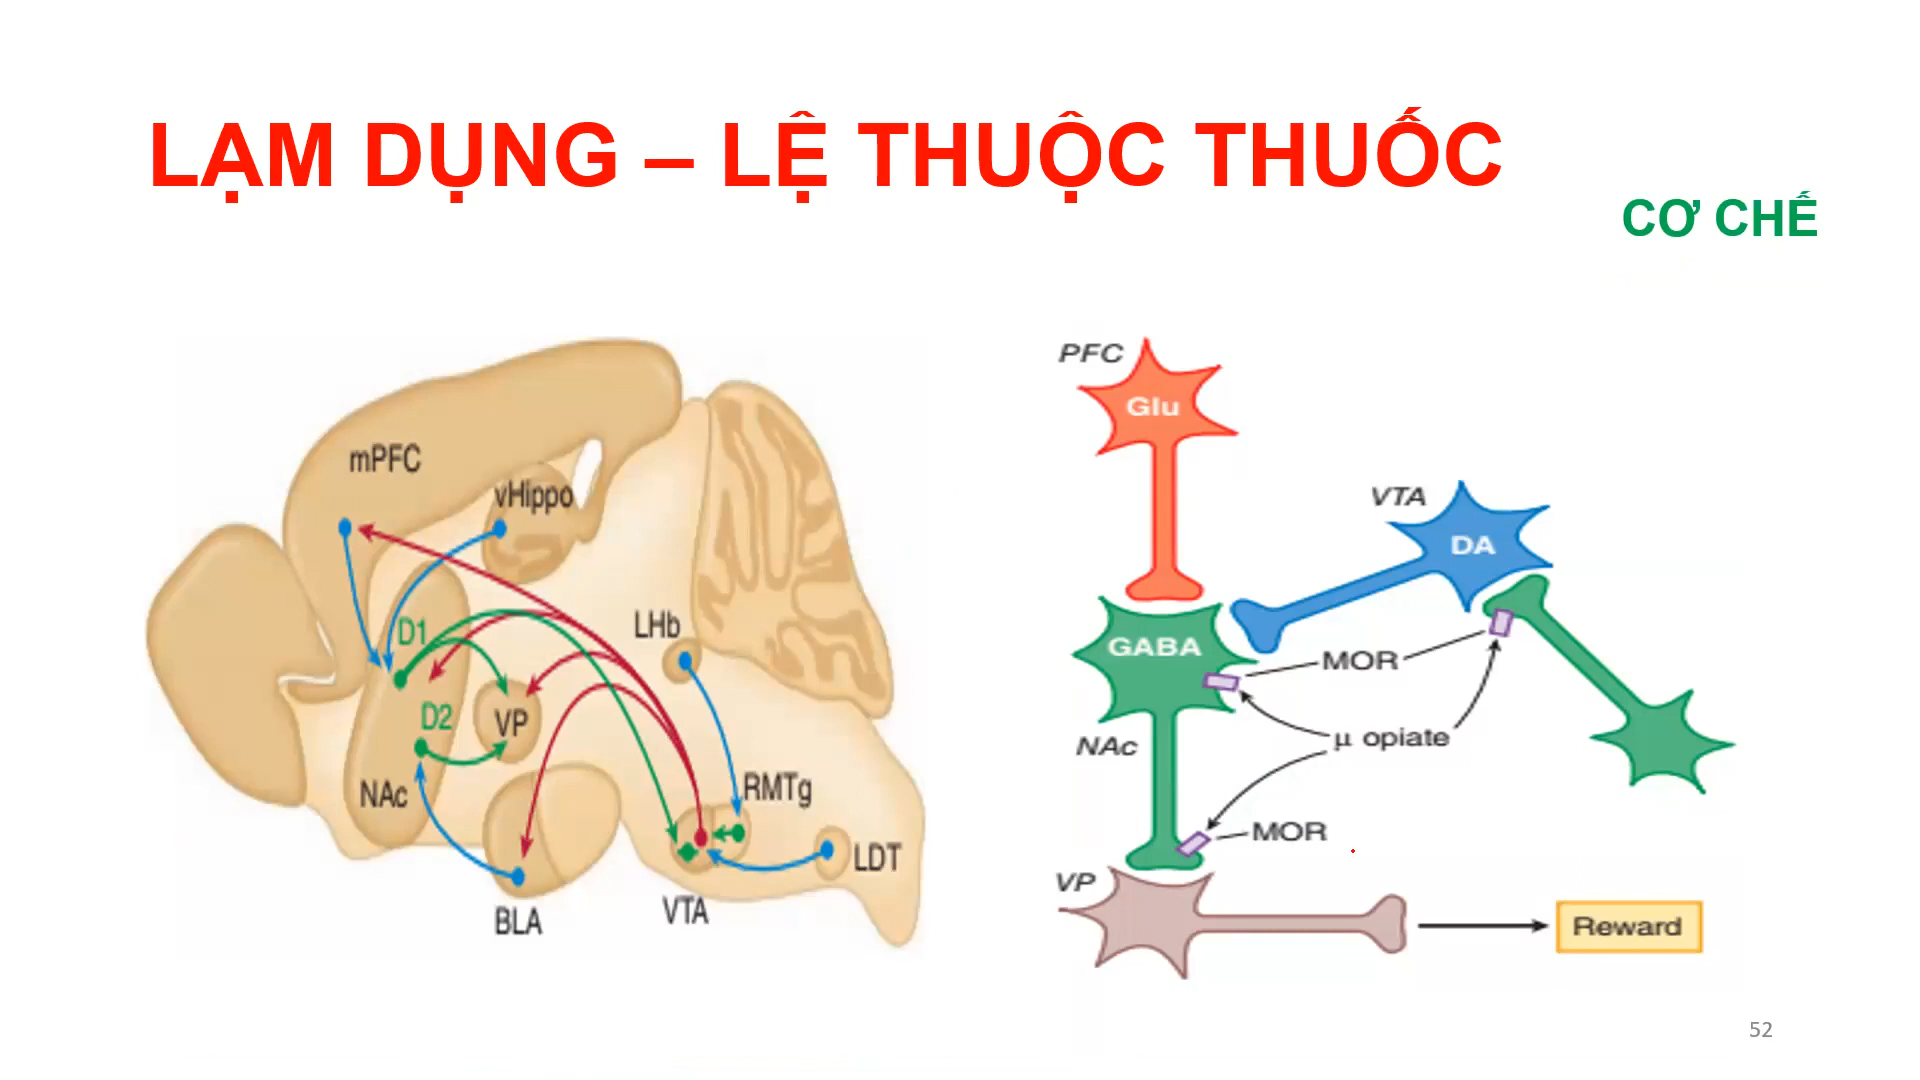 LẠM DỤNG – LỆ THUỘC THUỐC
CƠ CHẾ
mPFC
vHippo
D1
LHb
D2
VP
NAc
RMTg
LDT
BLA
VTA
PFC
Glu
VTA
DA
GABA
MOR
NAc
μ opiate
MOR
VP
Reward
52